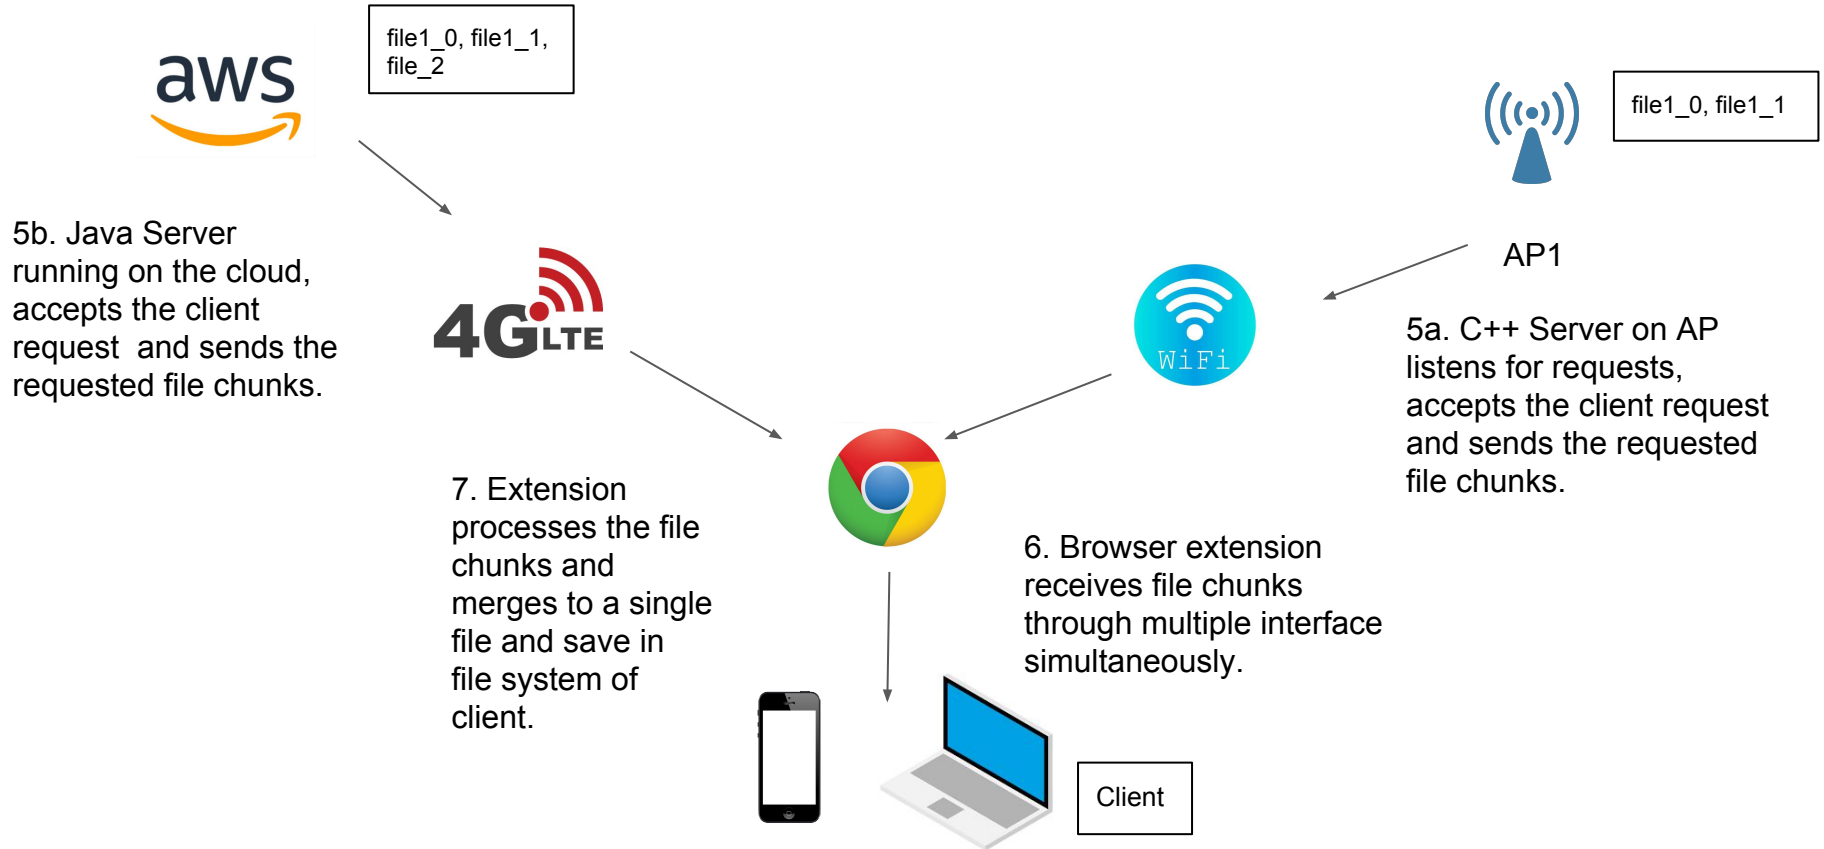 aws
file1_0, file1_1,
file_2
file1_0, file1_1
AP1
5b. Java Server
running on the cloud,
accepts the client
request and sends the
requested file chunks.
4G LTE
WiFi
5a. C++ Server on AP
listens for requests,
accepts the client request
and sends the requested
file chunks.
7. Extension
processes the file
chunks and
merges to a single
file and save in
file system of
client.
6. Browser extension
receives file chunks
through multiple interface
simultaneously.
Client